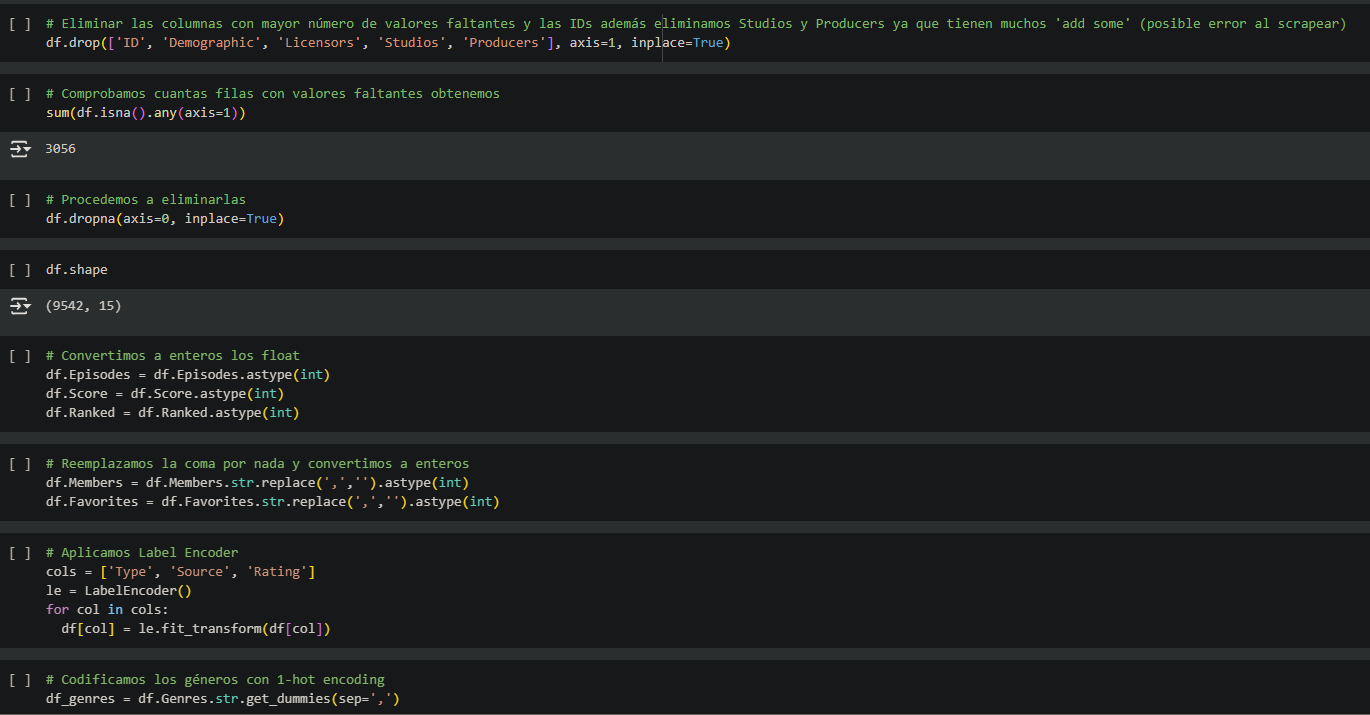 [ ] # Eliminar las columnas con mayor número de valores faltantes y las IDs además eliminamos Studios y Producers ya que tienen muchos 'add some' (posible error al scrapear)
df.drop(['ID', 'Demographic', 'Licensors', 'Studios', 'Producers'], axis=1, inplace=True)
[ ] # Comprobamos cuantas filas con valores faltantes obtenemos
sum(df.isna().any(axis=1))
3056
[ ] # Procedemos a eliminarlas
df.dropna(axis=0, inplace=True)
[ ] df.shape
(9542, 15)
[ ] # Convertimos a enteros los float
df.Episodes = df.Episodes.astype(int)
df.Score = df.Score.astype(int)
df.Ranked = df.Ranked.astype(int)
[ ] # Reemplazamos la coma por nada y convertimos a enteros
df.Members = df.Members.str.replace(',','').astype(int)
df.Favorites = df.Favorites.str.replace(',','').astype(int)
[ ] # Aplicamos Label Encoder
cols = ['Type', 'Source', 'Rating']
le = LabelEncoder()
for col in cols:
df[col] = le.fit_transform(df[col])
[ ] # Codificamos los géneros con 1-hot encoding
df_genres = df.Genres.str.get_dummies(sep=',')